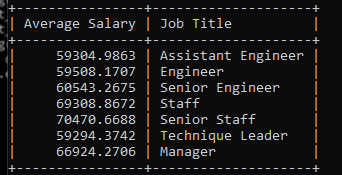 +----------------+--------------------+
| Average Salary | Job Title          |
+----------------+--------------------+
|     59304.9863 | Assistant Engineer |
|     59508.1707 | Engineer           |
|     60543.2675 | Senior Engineer    |
|     69308.8672 | Staff              |
|     70470.6688 | Senior Staff       |
|     59294.3742 | Technique Leader   |
|     66924.2706 | Manager            |
+----------------+--------------------+